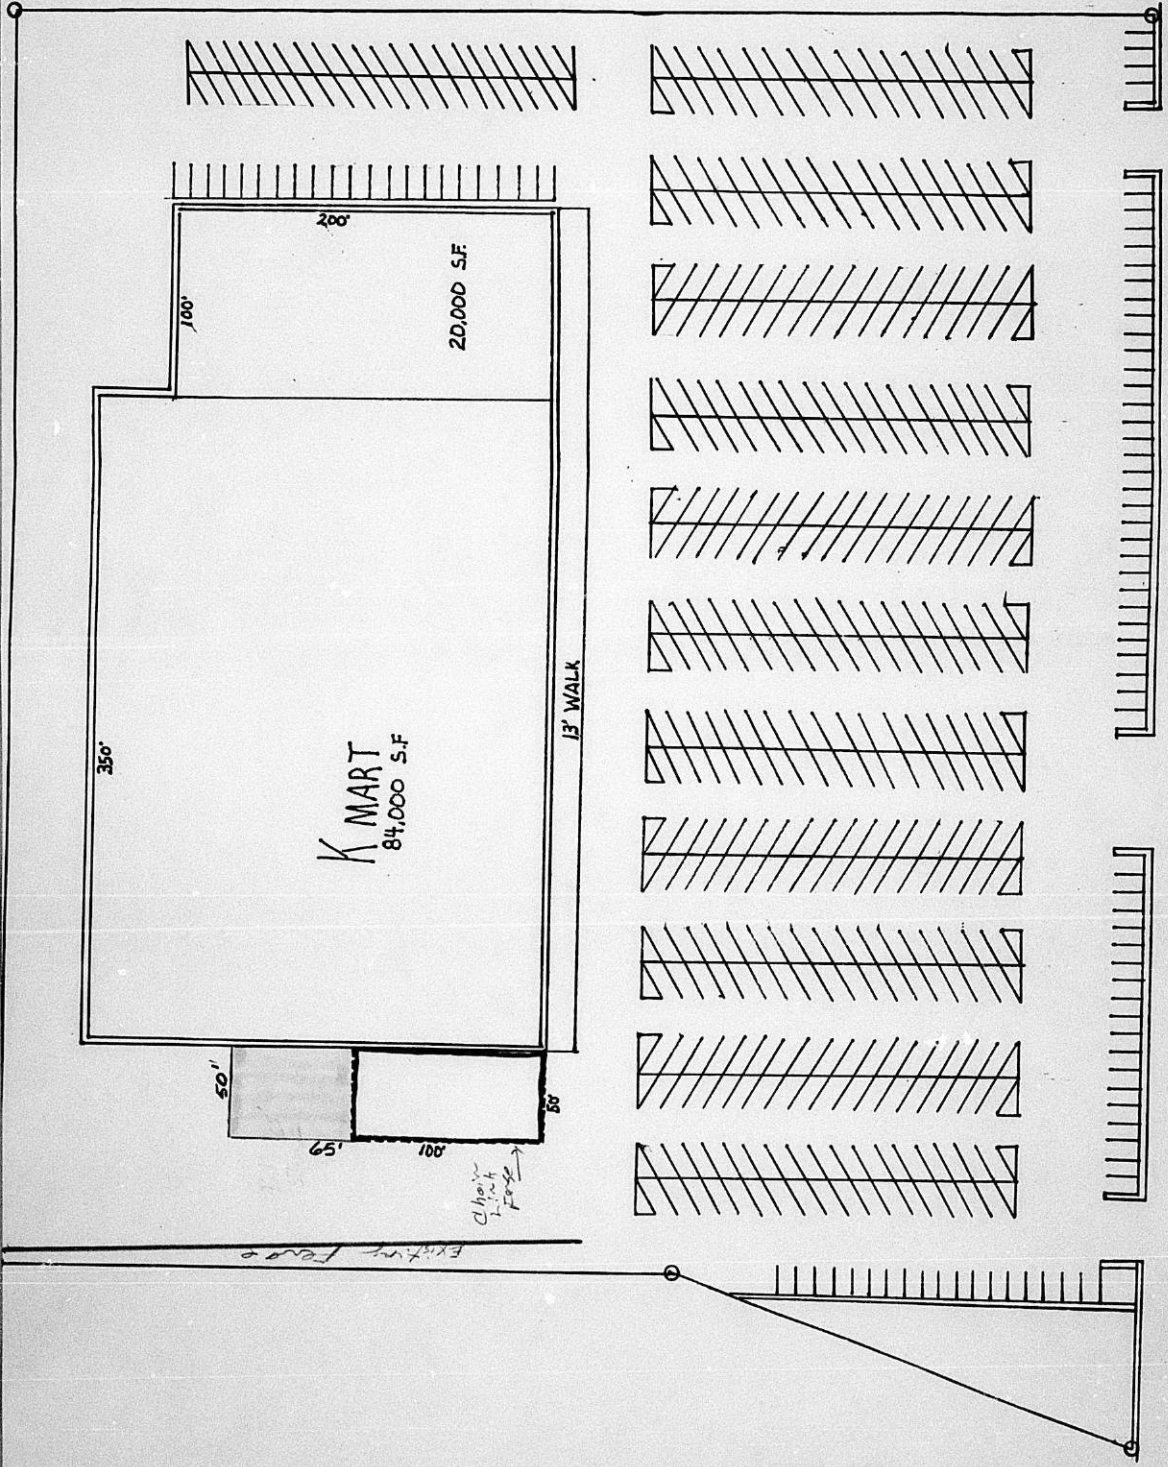 200'
100'
20,000 S.F.
350'
K MART
84,000 S.F
13' WALK
50"
65'
100'
50'
Chain
Link
Fence
Existing Fence